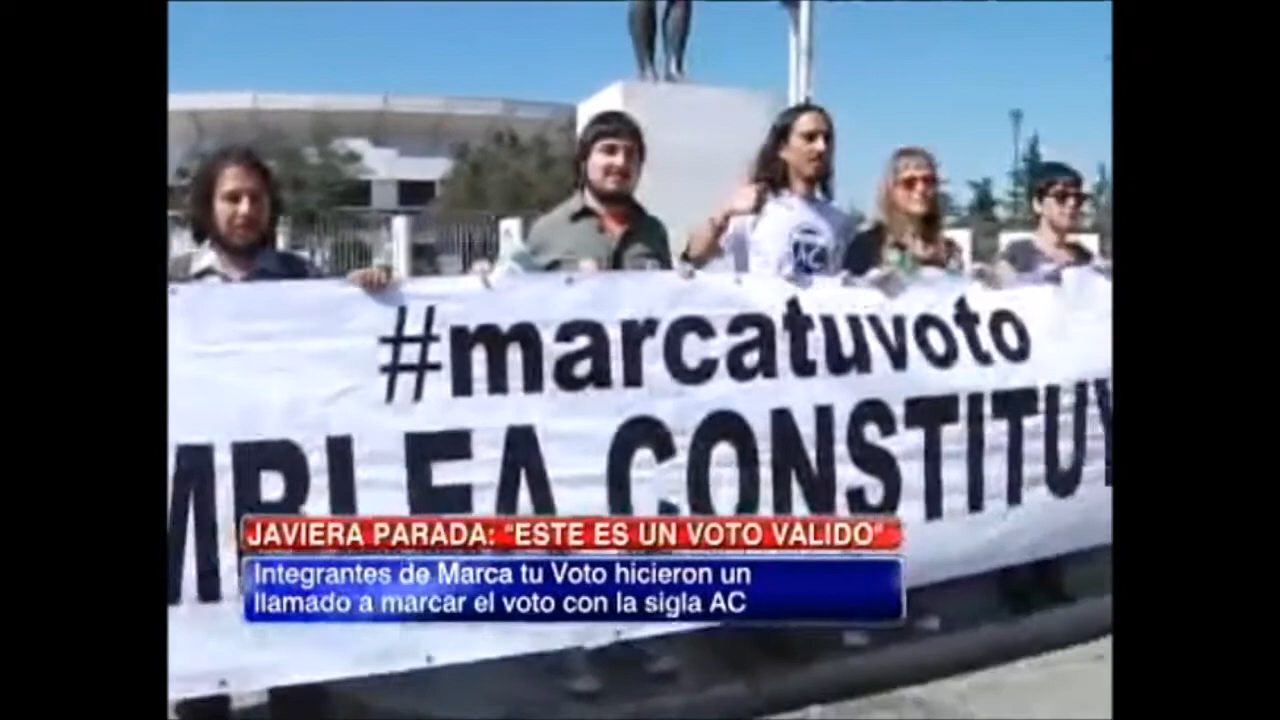 AC
#marcatuvoto
MBLEA CONSTITUY
JAVIERA PARADA: "ESTE ES UN VOTO VALIDO"
Integrantes de Marca tu Voto hicieron un
llamado a marcar el voto con la sigla AC